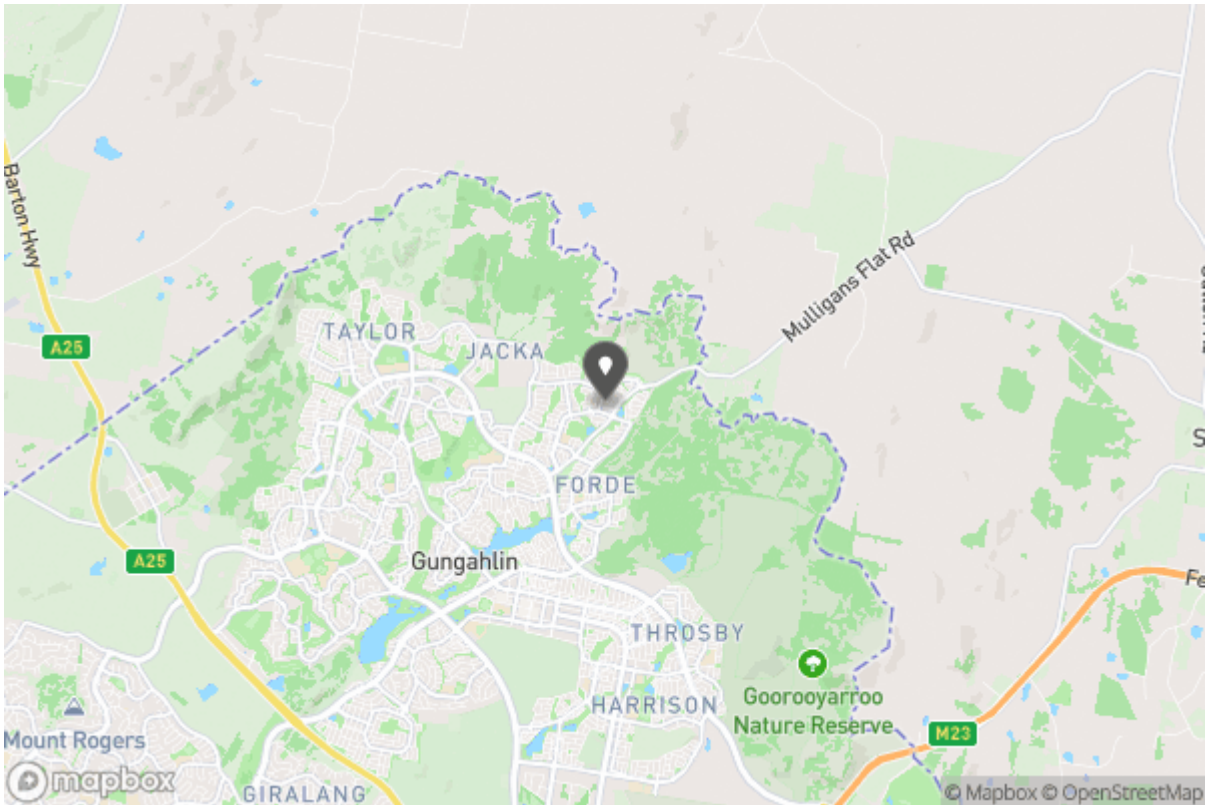 Barton Hwy
Mulligans Flat Rd
TAYLOR
JACKA
A25
FORDE
A25
Gungahlin
THROSBY
HARRISON
Goorooyarroo
Nature Reserve
M23
Mount Rogers
mapbox
GIRALANG
© Mapbox © OpenStreetMap